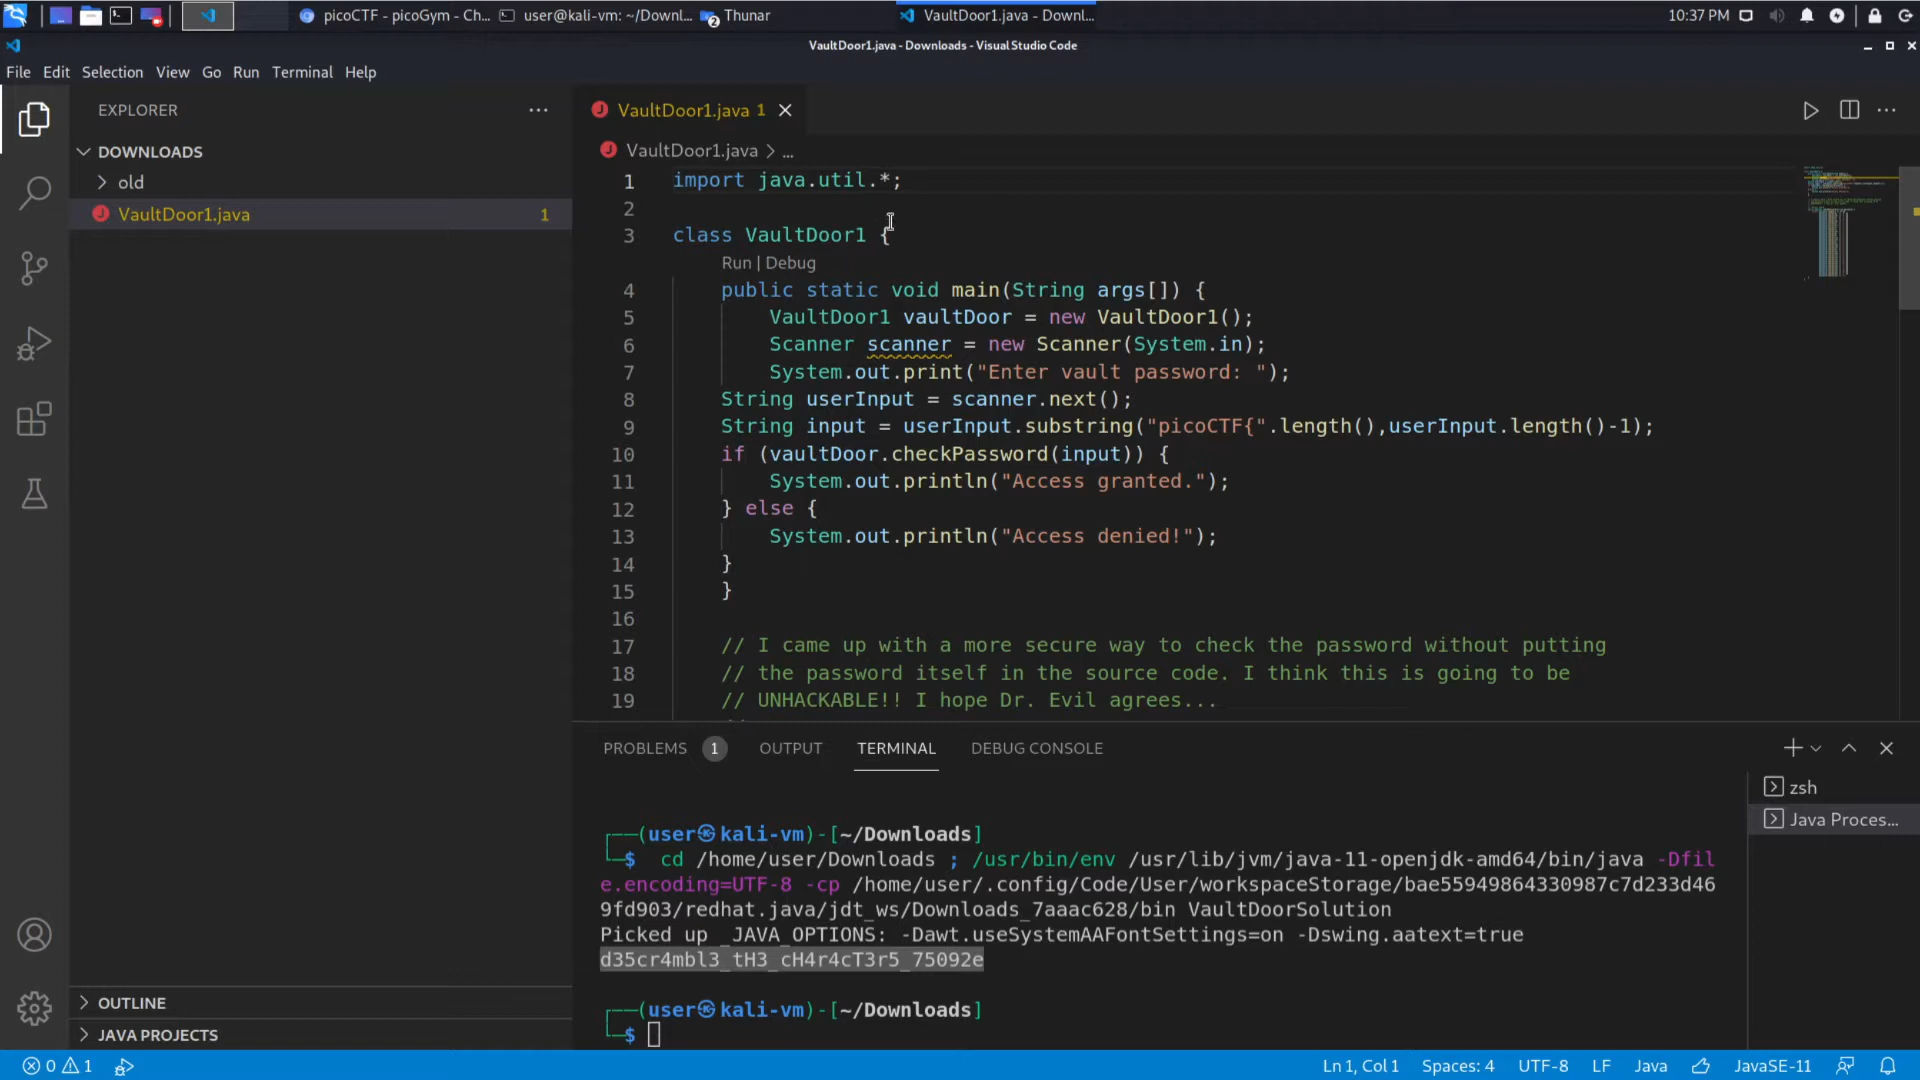 picoCTF - picoGym - Ch...
user@kali-vm: ~/Downl...
2
Thunar
VaultDoor1.java - Downl...
10:37 PM
VaultDoor1.java - Downloads - Visual Studio Code
File Edit Selection View Go Run Terminal Help
EXPLORER
DOWNLOADS
old
VaultDoor1.java 1
OUTLINE
JAVA PROJECTS
VaultDoor1.java 1
VaultDoor1.java > ...
1 import java.util.*;
2
3 class VaultDoor1 {
Run | Debug
4 public static void main(String args[]) {
5 VaultDoor1 vaultDoor = new VaultDoor1();
6 Scanner scanner = new Scanner(System.in);
7 System.out.print("Enter vault password: ");
8 String userInput = scanner.next();
9 String input = userInput.substring("picoCTF{".length(),userInput.length()-1);
10 if (vaultDoor.checkPassword(input)) {
11 System.out.println("Access granted.");
12 } else {
13 System.out.println("Access denied!");
14 }
15 }
16
17 // I came up with a more secure way to check the password without putting
18 // the password itself in the source code. I think this is going to be
19 // UNHACKABLE!! I hope Dr. Evil agrees...
PROBLEMS 1 OUTPUT TERMINAL DEBUG CONSOLE
zsh
Java Proces...
┌──(user㉿kali-vm)-[~/Downloads]
└─$ cd /home/user/Downloads ; /usr/bin/env /usr/lib/jvm/java-11-openjdk-amd64/bin/java -Dfil
e.encoding=UTF-8 -cp /home/user/.config/Code/User/workspaceStorage/bae55949864330987c7d233d46
9fd903/redhat.java/jdt_ws/Downloads_7aaac628/bin VaultDoorSolution
Picked up _JAVA_OPTIONS: -Dawt.useSystemAAFontSettings=on -Dswing.aatext=true
d35cr4mbl3_tH3_cH4r4cT3r5_75092e
┌──(user㉿kali-vm)-[~/Downloads]
└─$
0 1
Ln 1, Col 1 Spaces: 4 UTF-8 LF Java JavaSE-11